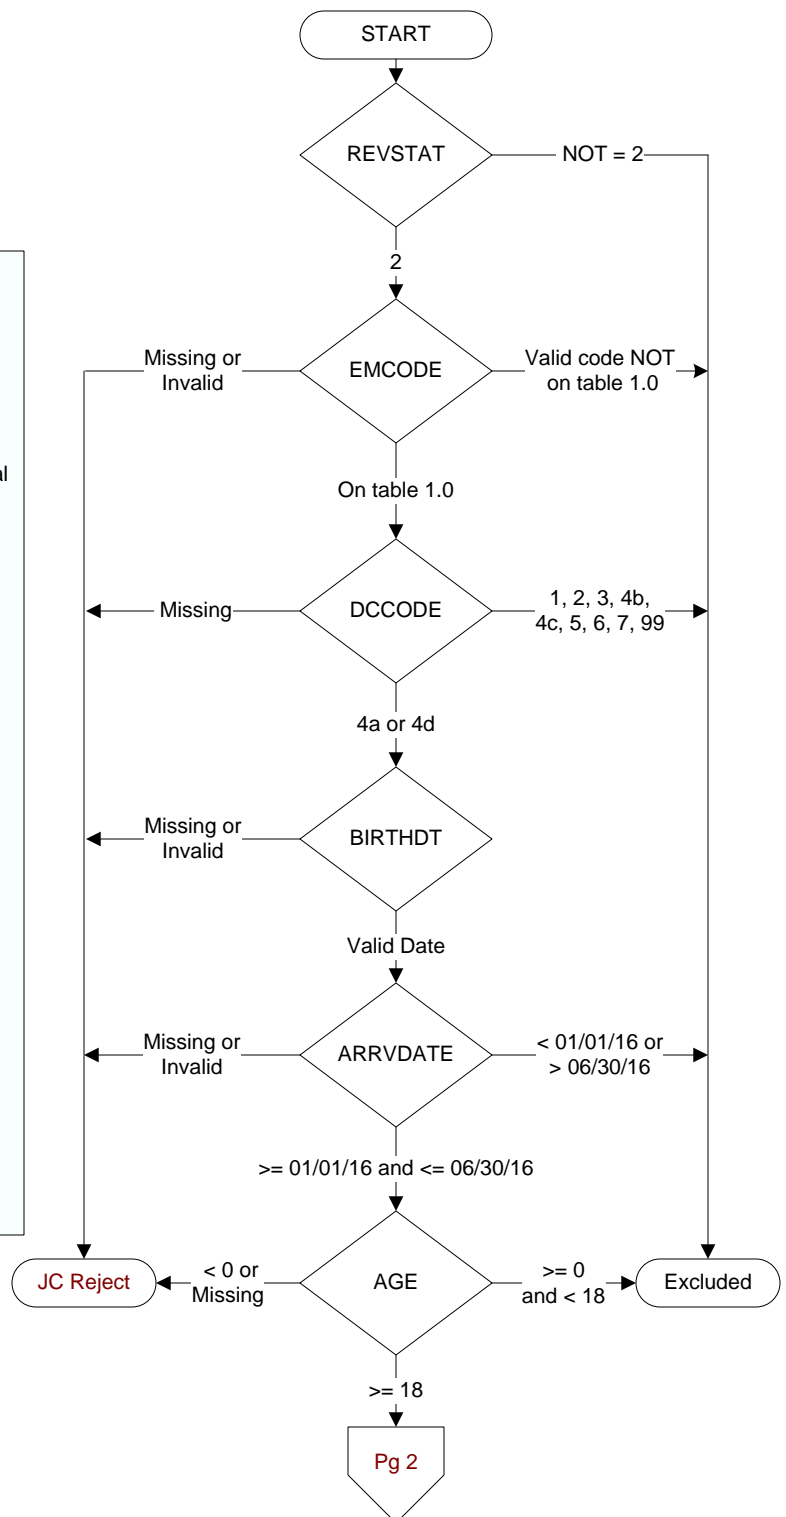 START
REVSTAT
NOT = 2
2
Missing or
Invalid
EMCODE
Valid code NOT
on table 1.0
al
On table 1.0
Missing
DCCODE
1, 2, 3, 4b,
4c, 5, 6, 7, 99
4a or 4d
Missing or
Invalid
BIRTHDT
Valid Date
Missing or
Invalid
ARRVDATE
< 01/01/16 or
> 06/30/16
>= 01/01/16 and <= 06/30/16
JC Reject
< 0 or
Missing
AGE
>= 0
and < 18
Excluded
>= 18
Pg 2